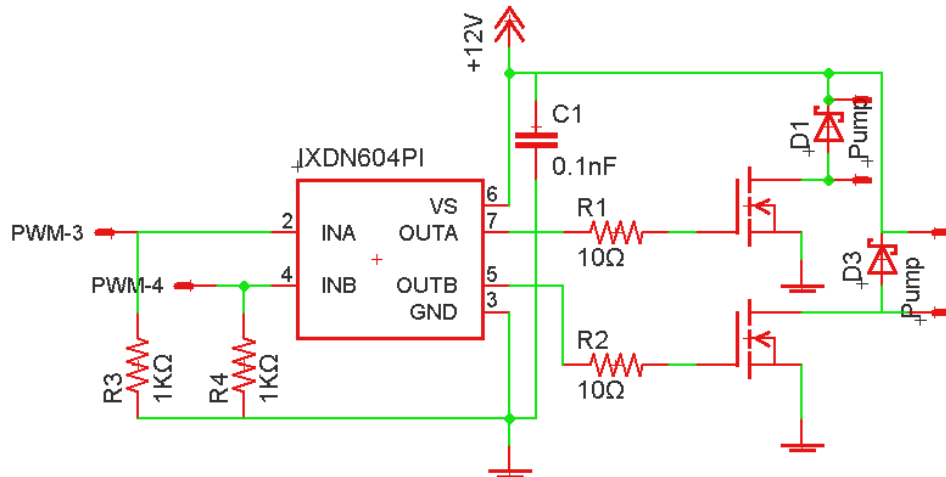 +12V
C1
0.1nF
D1
Pump
IXDN604PI
VS
6
PWM-3
2
INA
OUTA
7
R1
10Ω
PWM-4
4
INB
OUTB
5
GND
3
D3
Pump
R2
10Ω
R3
1KΩ
R4
1KΩ